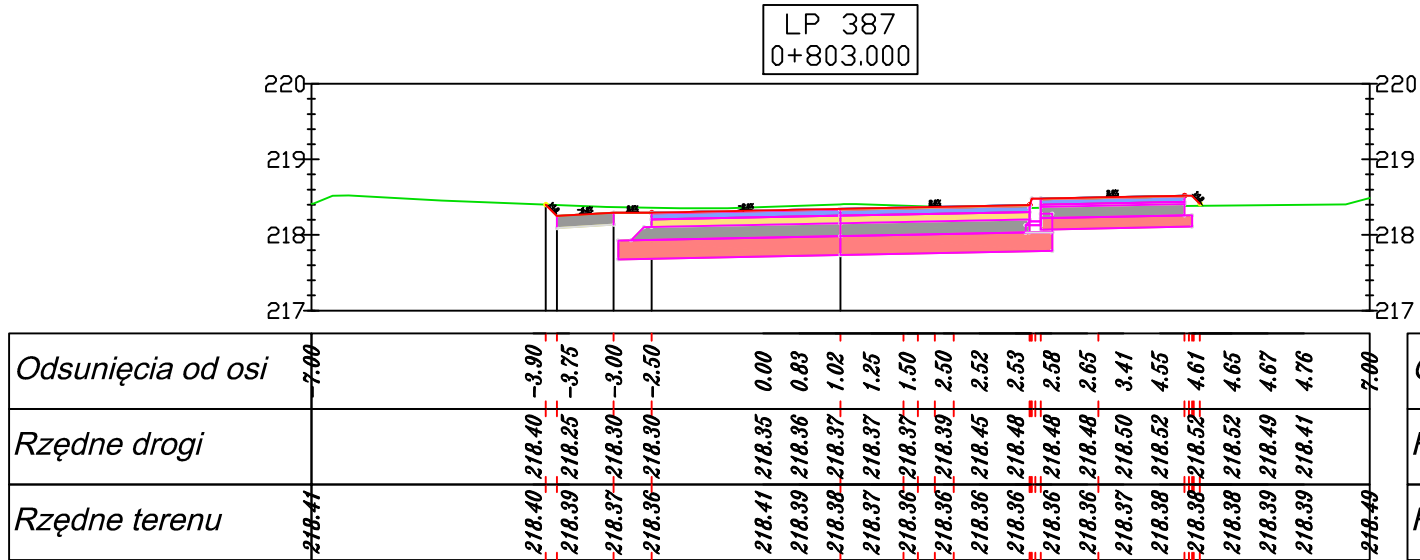 LP 387
0+803.000
220 220
219 219
218 218
217 217
Odsunięcia od osi -7.00 -3.90 -3.75 -3.00 -2.50 0.00 0.83 1.02 1.25 1.50 2.50 2.52 2.53 2.58 2.65 3.41 4.55 4.61 4.65 4.67 4.76 7.00
Rzędne drogi 218.40 218.25 218.30 218.30 218.35 218.36 218.37 218.37 218.37 218.39 218.45 218.48 218.48 218.48 218.50 218.52 218.52 218.52 218.49 218.41
Rzędne terenu 218.41 218.40 218.39 218.37 218.36 218.41 218.39 218.38 218.37 218.36 218.36 218.36 218.36 218.36 218.36 218.37 218.38 218.38 218.38 218.39 218.39 218.49